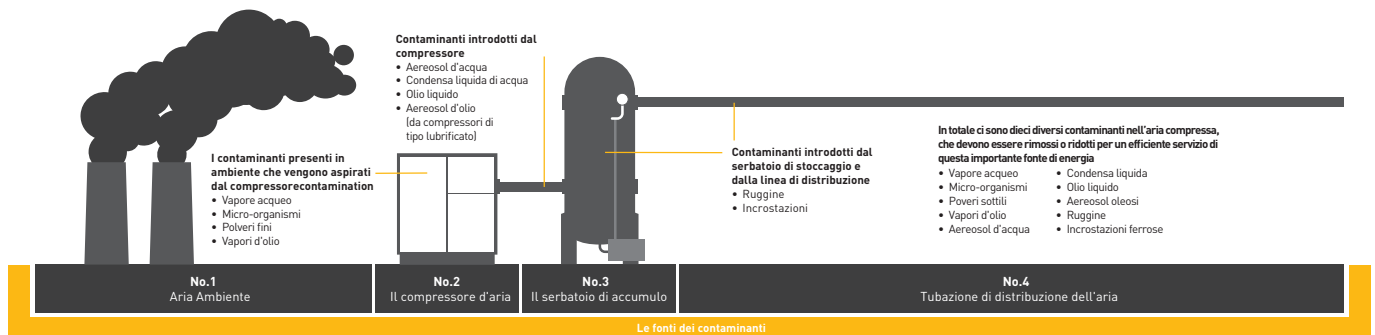 Contaminanti introdotti dal
compressore
• Aereosol d'acqua
• Condensa liquida di acqua
• Olio liquido
• Aereosol d'olio
(da compressori di
tipo lubrificato)
I contaminanti presenti in
ambiente che vengono aspirati
dal compressorecontamination
• Vapore acqueo
• Micro-organismi
• Polveri fini
• Vapori d'olio
Contaminanti introdotti dal
serbatoio di stoccaggio e
dalla linea di distribuzione
• Ruggine
• Incrostazioni
In totale ci sono dieci diversi contaminanti nell'aria compressa,
che devono essere rimossi o ridotti per un efficiente servizio di
questa importante fonte di energia
• Vapore acqueo
• Micro-organismi
• Poveri sottili
• Vapori d'olio
• Aereosol d'acqua
• Condensa liquida
• Olio liquido
• Aereosol oleosi
• Ruggine
• Incrostazioni ferrose
No.1
Aria Ambiente
No.2
Il compressore d'aria
No.3
Il serbatoio di accumulo
No.4
Tubazione di distribuzione dell'aria
Le fonti dei contaminanti